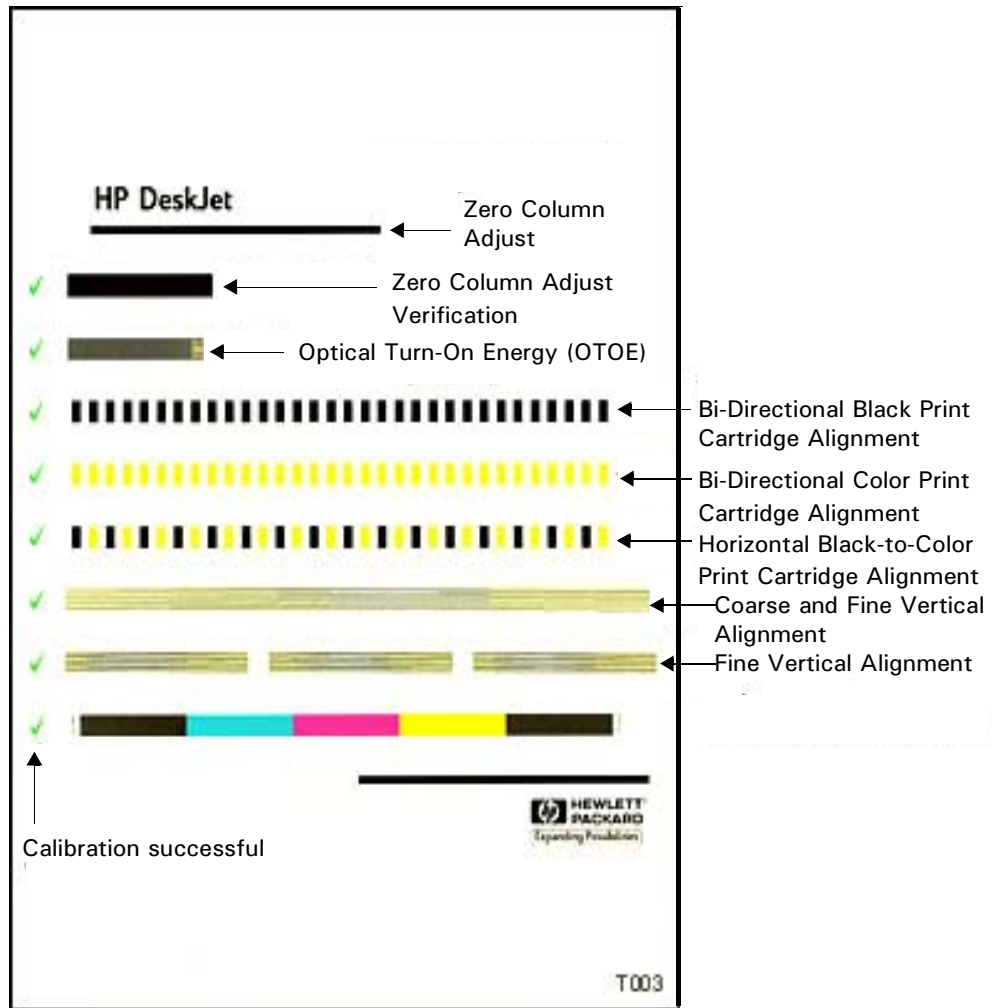 HP DeskJet
Zero Column
Adjust
Zero Column Adjust
Verification
Optical Turn-On Energy (OTOE)
Bi-Directional Black Print
Cartridge Alignment
Bi-Directional Color Print
Cartridge Alignment
Horizontal Black-to-Color
Print Cartridge Alignment
Coarse and Fine Vertical
Alignment
Fine Vertical Alignment
hp HEWLETT
PACKARD
Expanding Possibilities
Calibration successful
T003